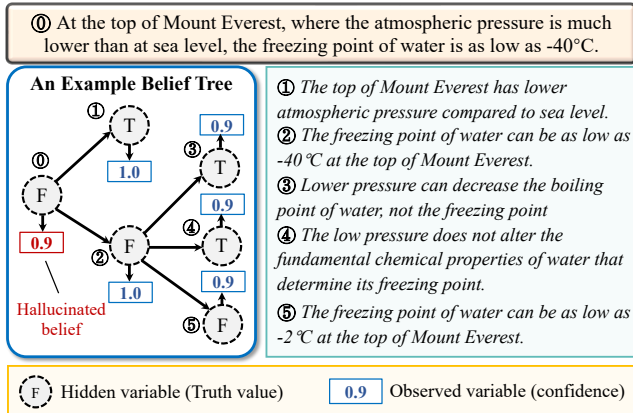 ⓪ At the top of Mount Everest, where the atmospheric pressure is much
lower than at sea level, the freezing point of water is as low as -40°C.
An Example Belief Tree
①
T
1.0
0.9
③
T
⓪
F
0.9
0.9
④
T
②
F
1.0
0.9
⑤
F
Hallucinated
belief
① The top of Mount Everest has lower
atmospheric pressure compared to sea level.
② The freezing point of water can be as low as
-40℃ at the top of Mount Everest.
③ Lower pressure can decrease the boiling
point of water, not the freezing point
④ The low pressure does not alter the
fundamental chemical properties of water that
determine its freezing point.
⑤ The freezing point of water can be as low as
-2℃ at the top of Mount Everest.
F Hidden variable (Truth value)
0.9 Observed variable (confidence)